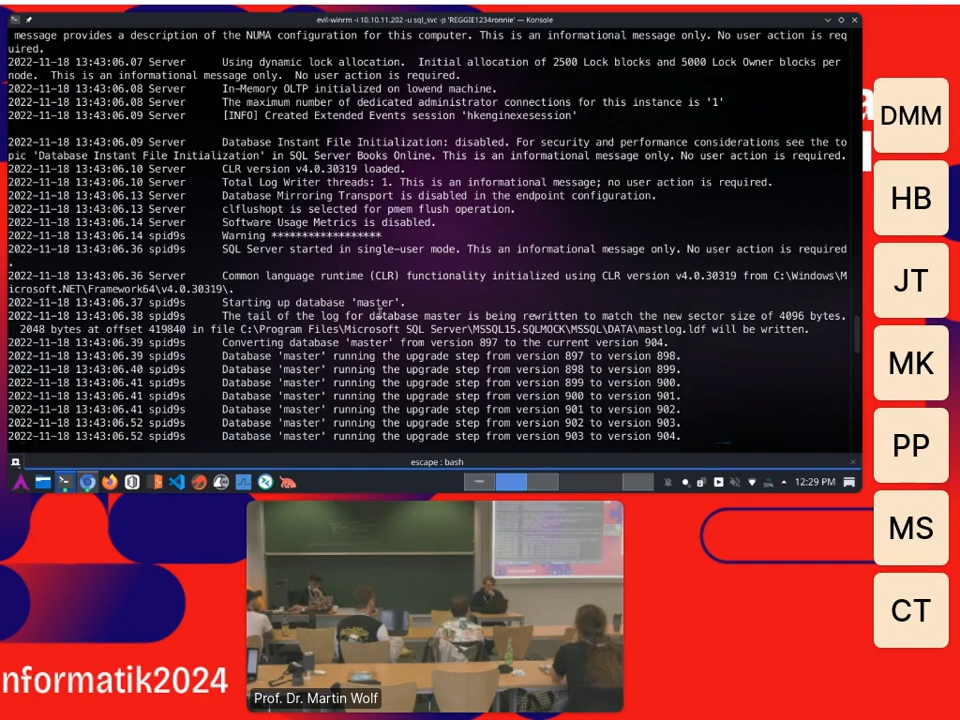 evil-winrm -i 10.10.11.202 -u sql_svc -p 'REGGIE1234ronnie' — Konsole
message provides a description of the NUMA configuration for this computer. This is an informational message only. No user action is req
uired.
2022-11-18 13:43:06.07 Server      Using dynamic lock allocation.  Initial allocation of 2500 Lock blocks and 5000 Lock Owner blocks per
node.  This is an informational message only.  No user action is required.
2022-11-18 13:43:06.08 Server      In-Memory OLTP initialized on lowend machine.
2022-11-18 13:43:06.08 Server      The maximum number of dedicated administrator connections for this instance is '1'
2022-11-18 13:43:06.09 Server      [INFO] Created Extended Events session 'hkenginexesession'
2022-11-18 13:43:06.09 Server      Database Instant File Initialization: disabled. For security and performance considerations see the to
pic 'Database Instant File Initialization' in SQL Server Books Online. This is an informational message only. No user action is required.
2022-11-18 13:43:06.10 Server      CLR version v4.0.30319 loaded.
2022-11-18 13:43:06.10 Server      Total Log Writer threads: 1. This is an informational message; no user action is required.
2022-11-18 13:43:06.13 Server      Database Mirroring Transport is disabled in the endpoint configuration.
2022-11-18 13:43:06.13 Server      clflushopt is selected for pmem flush operation.
2022-11-18 13:43:06.14 Server      Software Usage Metrics is disabled.
2022-11-18 13:43:06.14 spid9s      Warning ******************
2022-11-18 13:43:06.36 spid9s      SQL Server started in single-user mode. This an informational message only. No user action is required
.
2022-11-18 13:43:06.36 Server      Common language runtime (CLR) functionality initialized using CLR version v4.0.30319 from C:\Windows\M
icrosoft.NET\Framework64\v4.0.30319\.
2022-11-18 13:43:06.37 spid9s      Starting up database 'master'.
2022-11-18 13:43:06.38 spid9s      The tail of the log for database master is being rewritten to match the new sector size of 4096 bytes.
2048 bytes at offset 419840 in file C:\Program Files\Microsoft SQL Server\MSSQL15.SQLMOCK\MSSQL\DATA\mastlog.ldf will be written.
2022-11-18 13:43:06.39 spid9s      Converting database 'master' from version 897 to the current version 904.
2022-11-18 13:43:06.39 spid9s      Database 'master' running the upgrade step from version 897 to version 898.
2022-11-18 13:43:06.40 spid9s      Database 'master' running the upgrade step from version 898 to version 899.
2022-11-18 13:43:06.41 spid9s      Database 'master' running the upgrade step from version 899 to version 900.
2022-11-18 13:43:06.41 spid9s      Database 'master' running the upgrade step from version 900 to version 901.
2022-11-18 13:43:06.41 spid9s      Database 'master' running the upgrade step from version 901 to version 902.
2022-11-18 13:43:06.52 spid9s      Database 'master' running the upgrade step from version 902 to version 903.
2022-11-18 13:43:06.52 spid9s      Database 'master' running the upgrade step from version 903 to version 904.
escape : bash
12:29 PM
DMM
HB
JT
MK
PP
MS
CT
nformatik2024
Prof. Dr. Martin Wolf